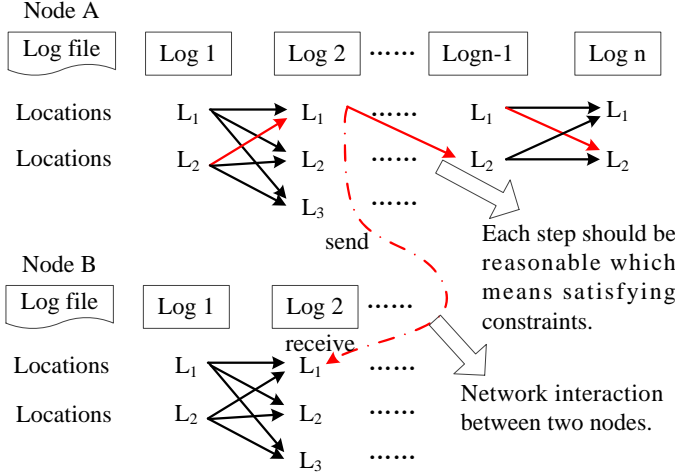 Node A
Log file Log 1 Log 2 …… Logn-1 Log n
Locations L₁ L₁ …… L₁ L₁
Locations L₂ L₂ …… L₂ L₂
L₃ ……
send
Each step should be
reasonable which
means satisfying
constraints.
Node B
Log file Log 1 Log 2 ……
receive
Locations L₁ L₁ ……
Locations L₂ L₂ ……
L₃ ……
Network interaction
between two nodes.